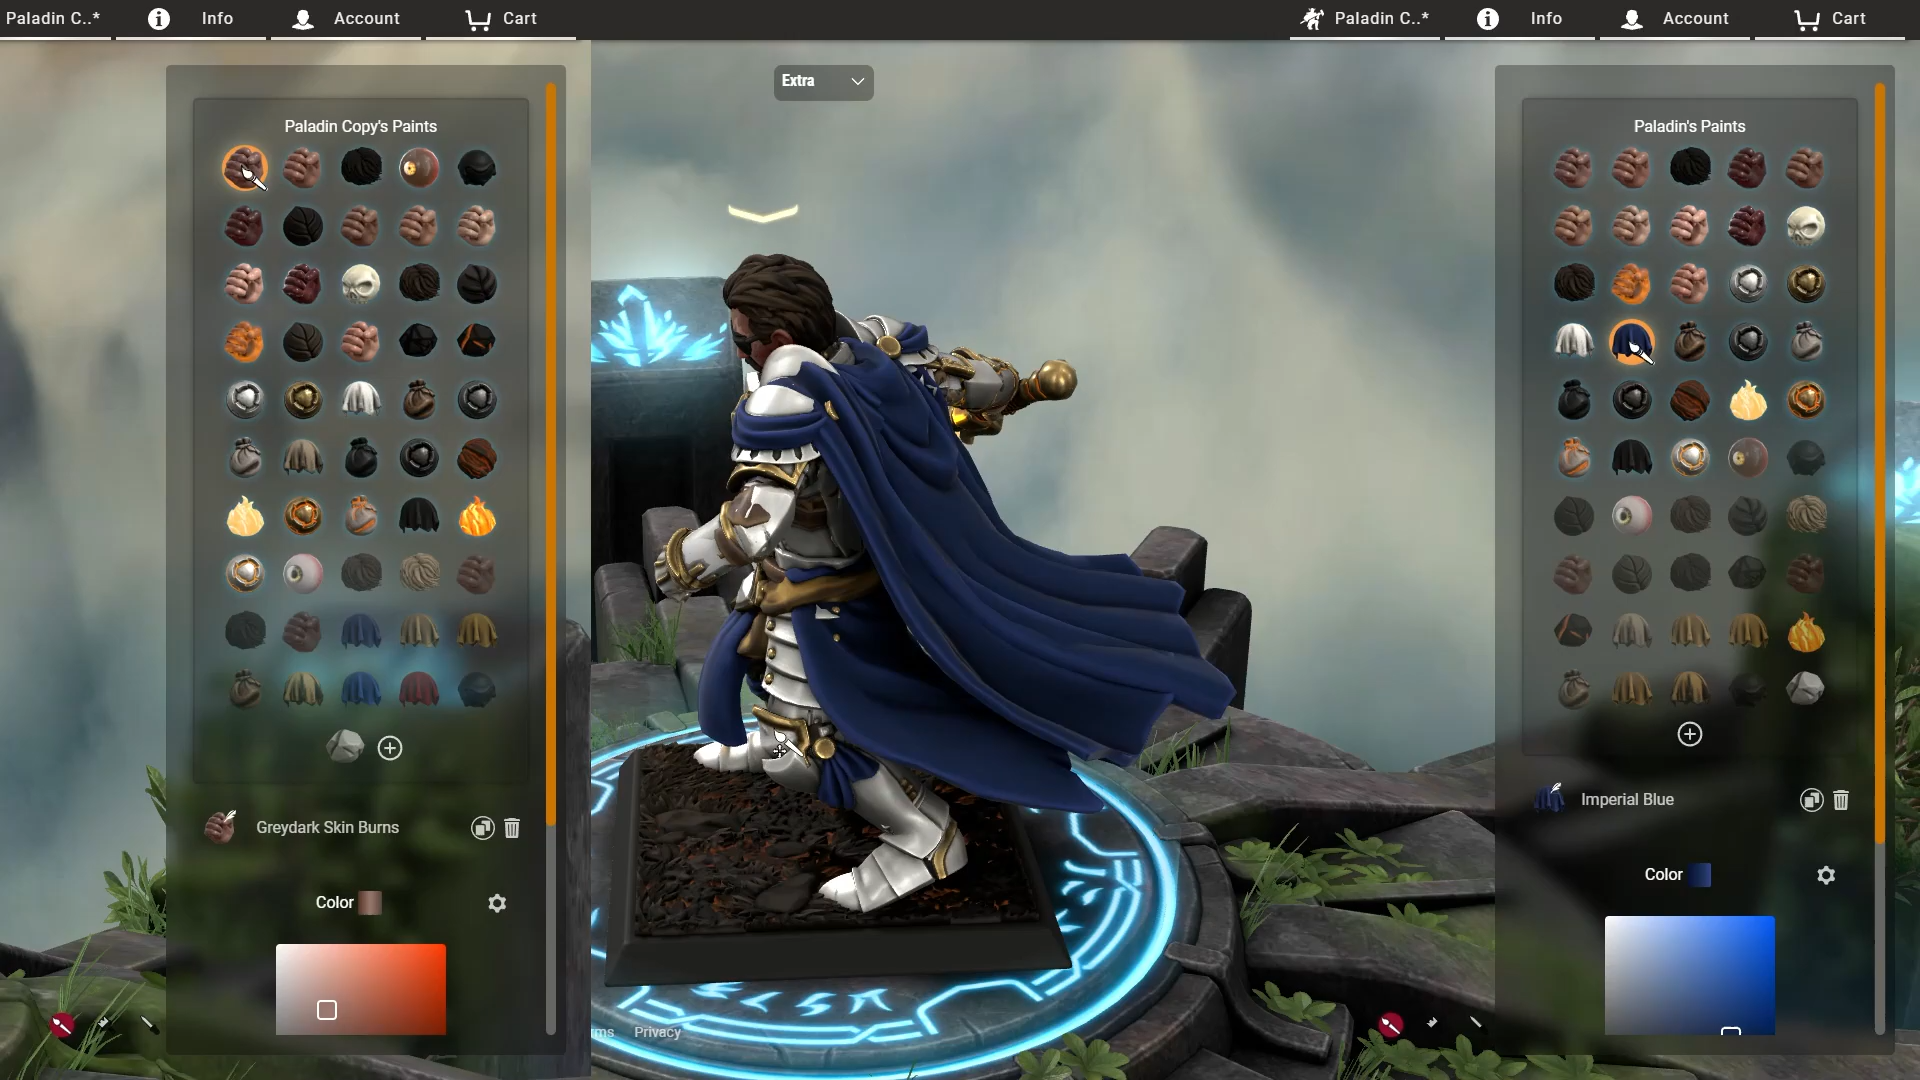 Paladin C..*
Info
Account
Cart
Paladin C..*
Info
Account
Cart
Extra
Paladin Copy's Paints
Paladin's Paints
Greydark Skin Burns
Color
Imperial Blue
Color
rms
Privacy